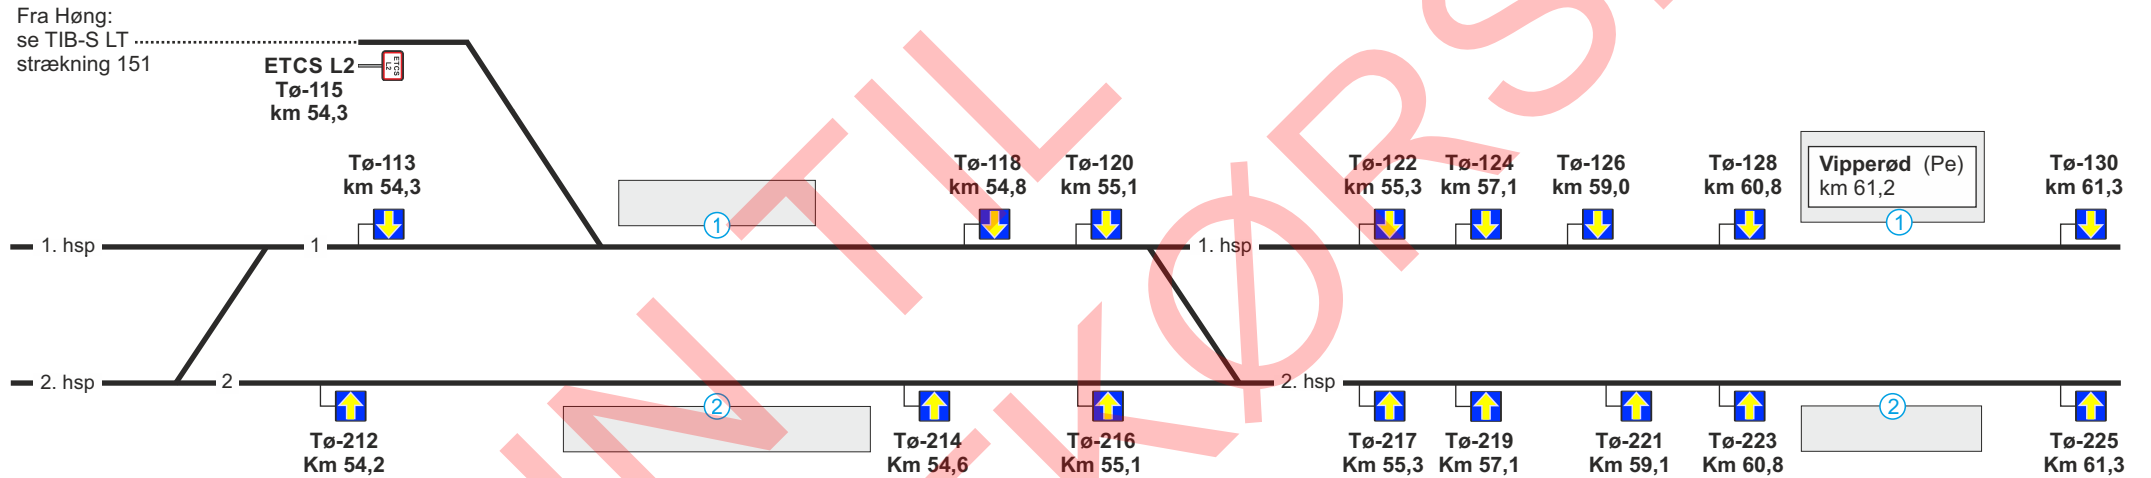 Fra Høng:
se TIB-S LT
strækning 151
ETCS L2
ETCS
L2
Tø-115
km 54,3
Tø-113
km 54,3
Tø-118
km 54,8
Tø-120
km 55,1
Tø-122
km 55,3
Tø-124
km 57,1
Tø-126
km 59,0
Tø-128
km 60,8
Vipperød (Pe)
km 61,2
Tø-130
km 61,3
1
1
1. hsp
1
1. hsp
2. hsp
2
2. hsp
2
2
Tø-212
Km 54,2
Tø-214
Km 54,6
Tø-216
Km 55,1
Tø-217
Km 55,3
Tø-219
Km 57,1
Tø-221
Km 59,1
Tø-223
Km 60,8
Tø-225
Km 61,3